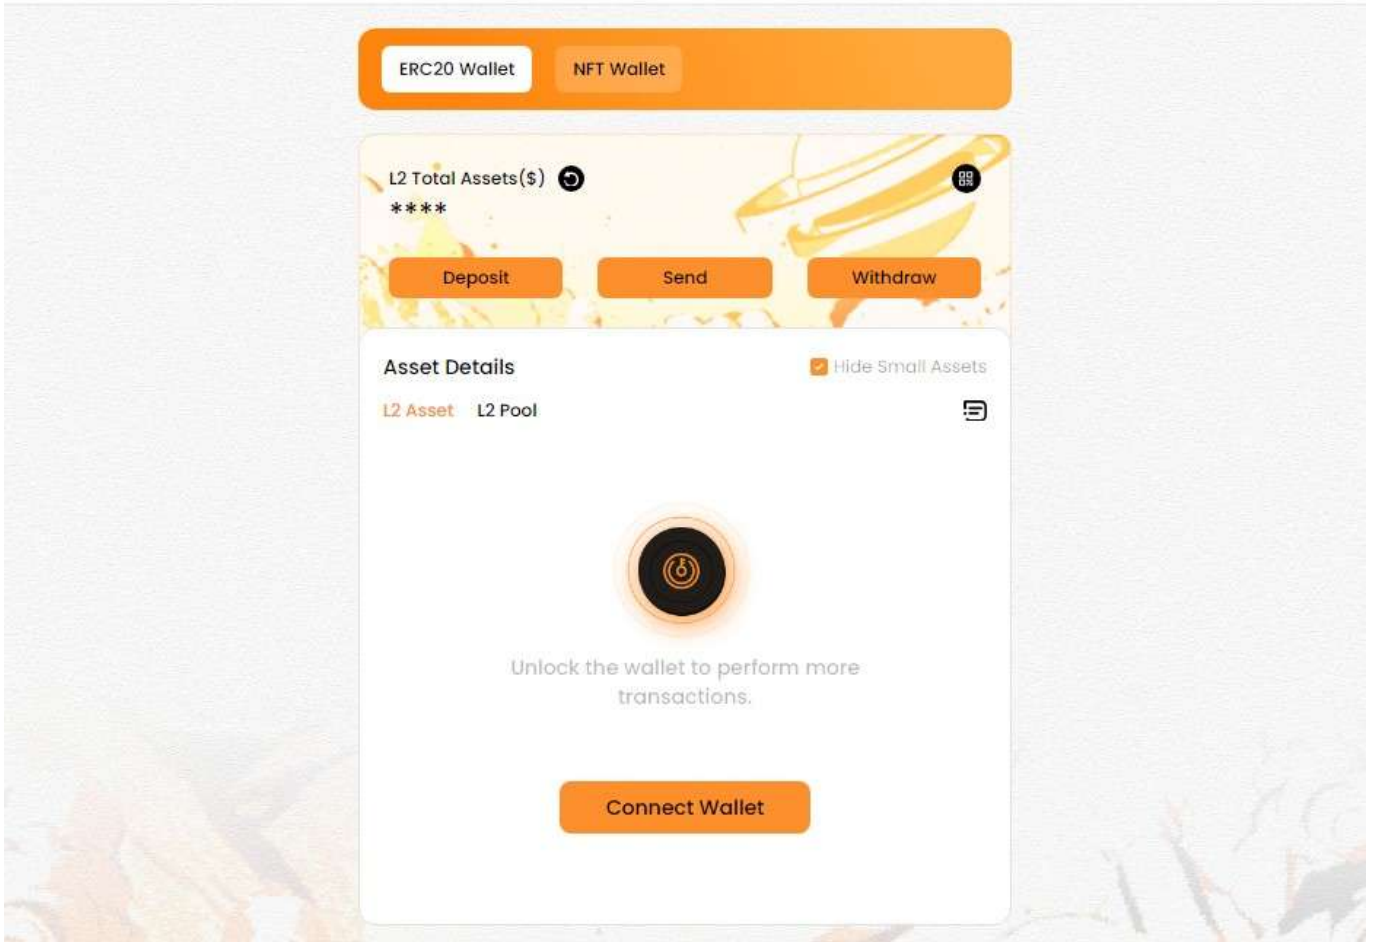 ERC20 Wallet
NFT Wallet
L2 Total Assets($)
****
Deposit
Send
Withdraw
Asset Details
Hide Small Assets
L2 Asset
L2 Pool
Unlock the wallet to perform more
transactions.
Connect Wallet